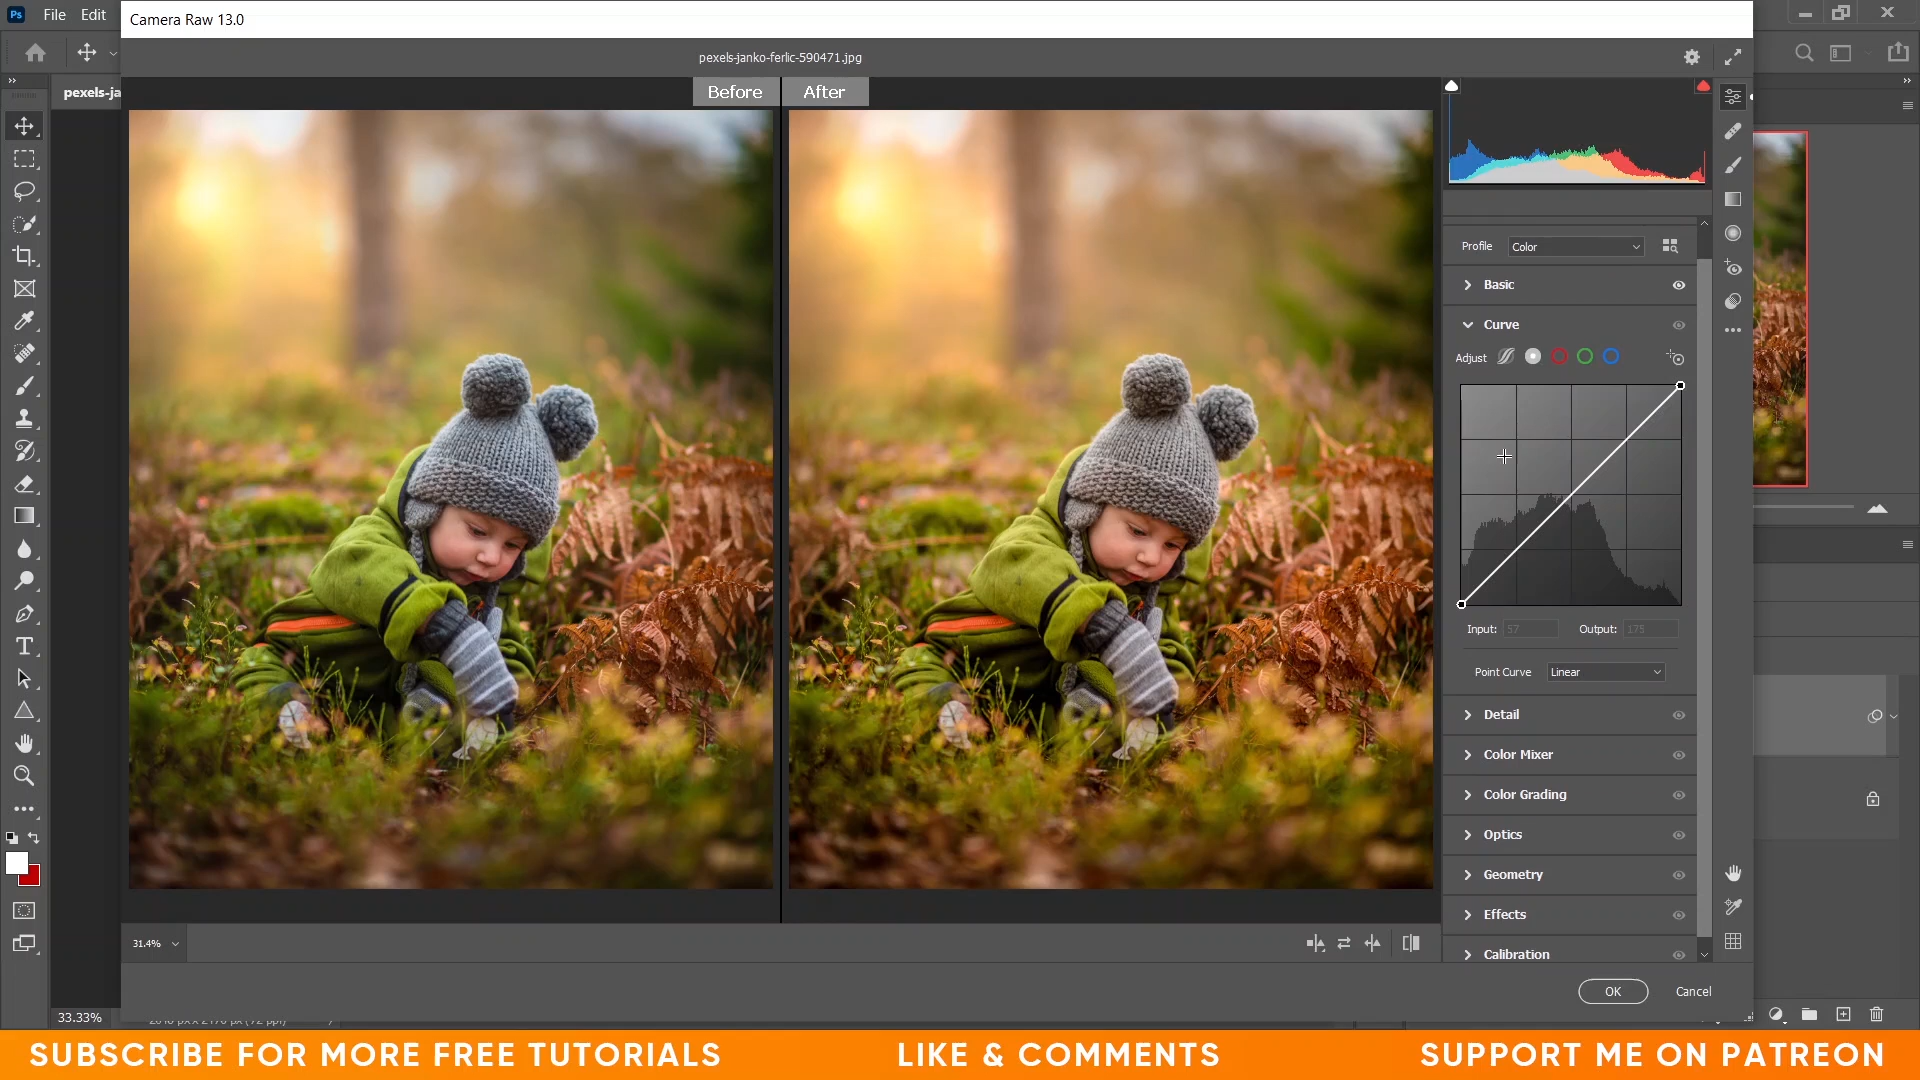 Ps File Edit
Camera Raw 13.0
pexels-janko-ferlic-590471.jpg
pexels-ja
Before After
Profile Color
Basic
Curve
Adjust
Input: 57 Output: 175
Point Curve Linear
Detail
Color Mixer
Color Grading
Optics
Geometry
Effects
Calibration
31.4%
OK Cancel
33.33%
SUBSCRIBE FOR MORE FREE TUTORIALS LIKE & COMMENTS SUPPORT ME ON PATREON